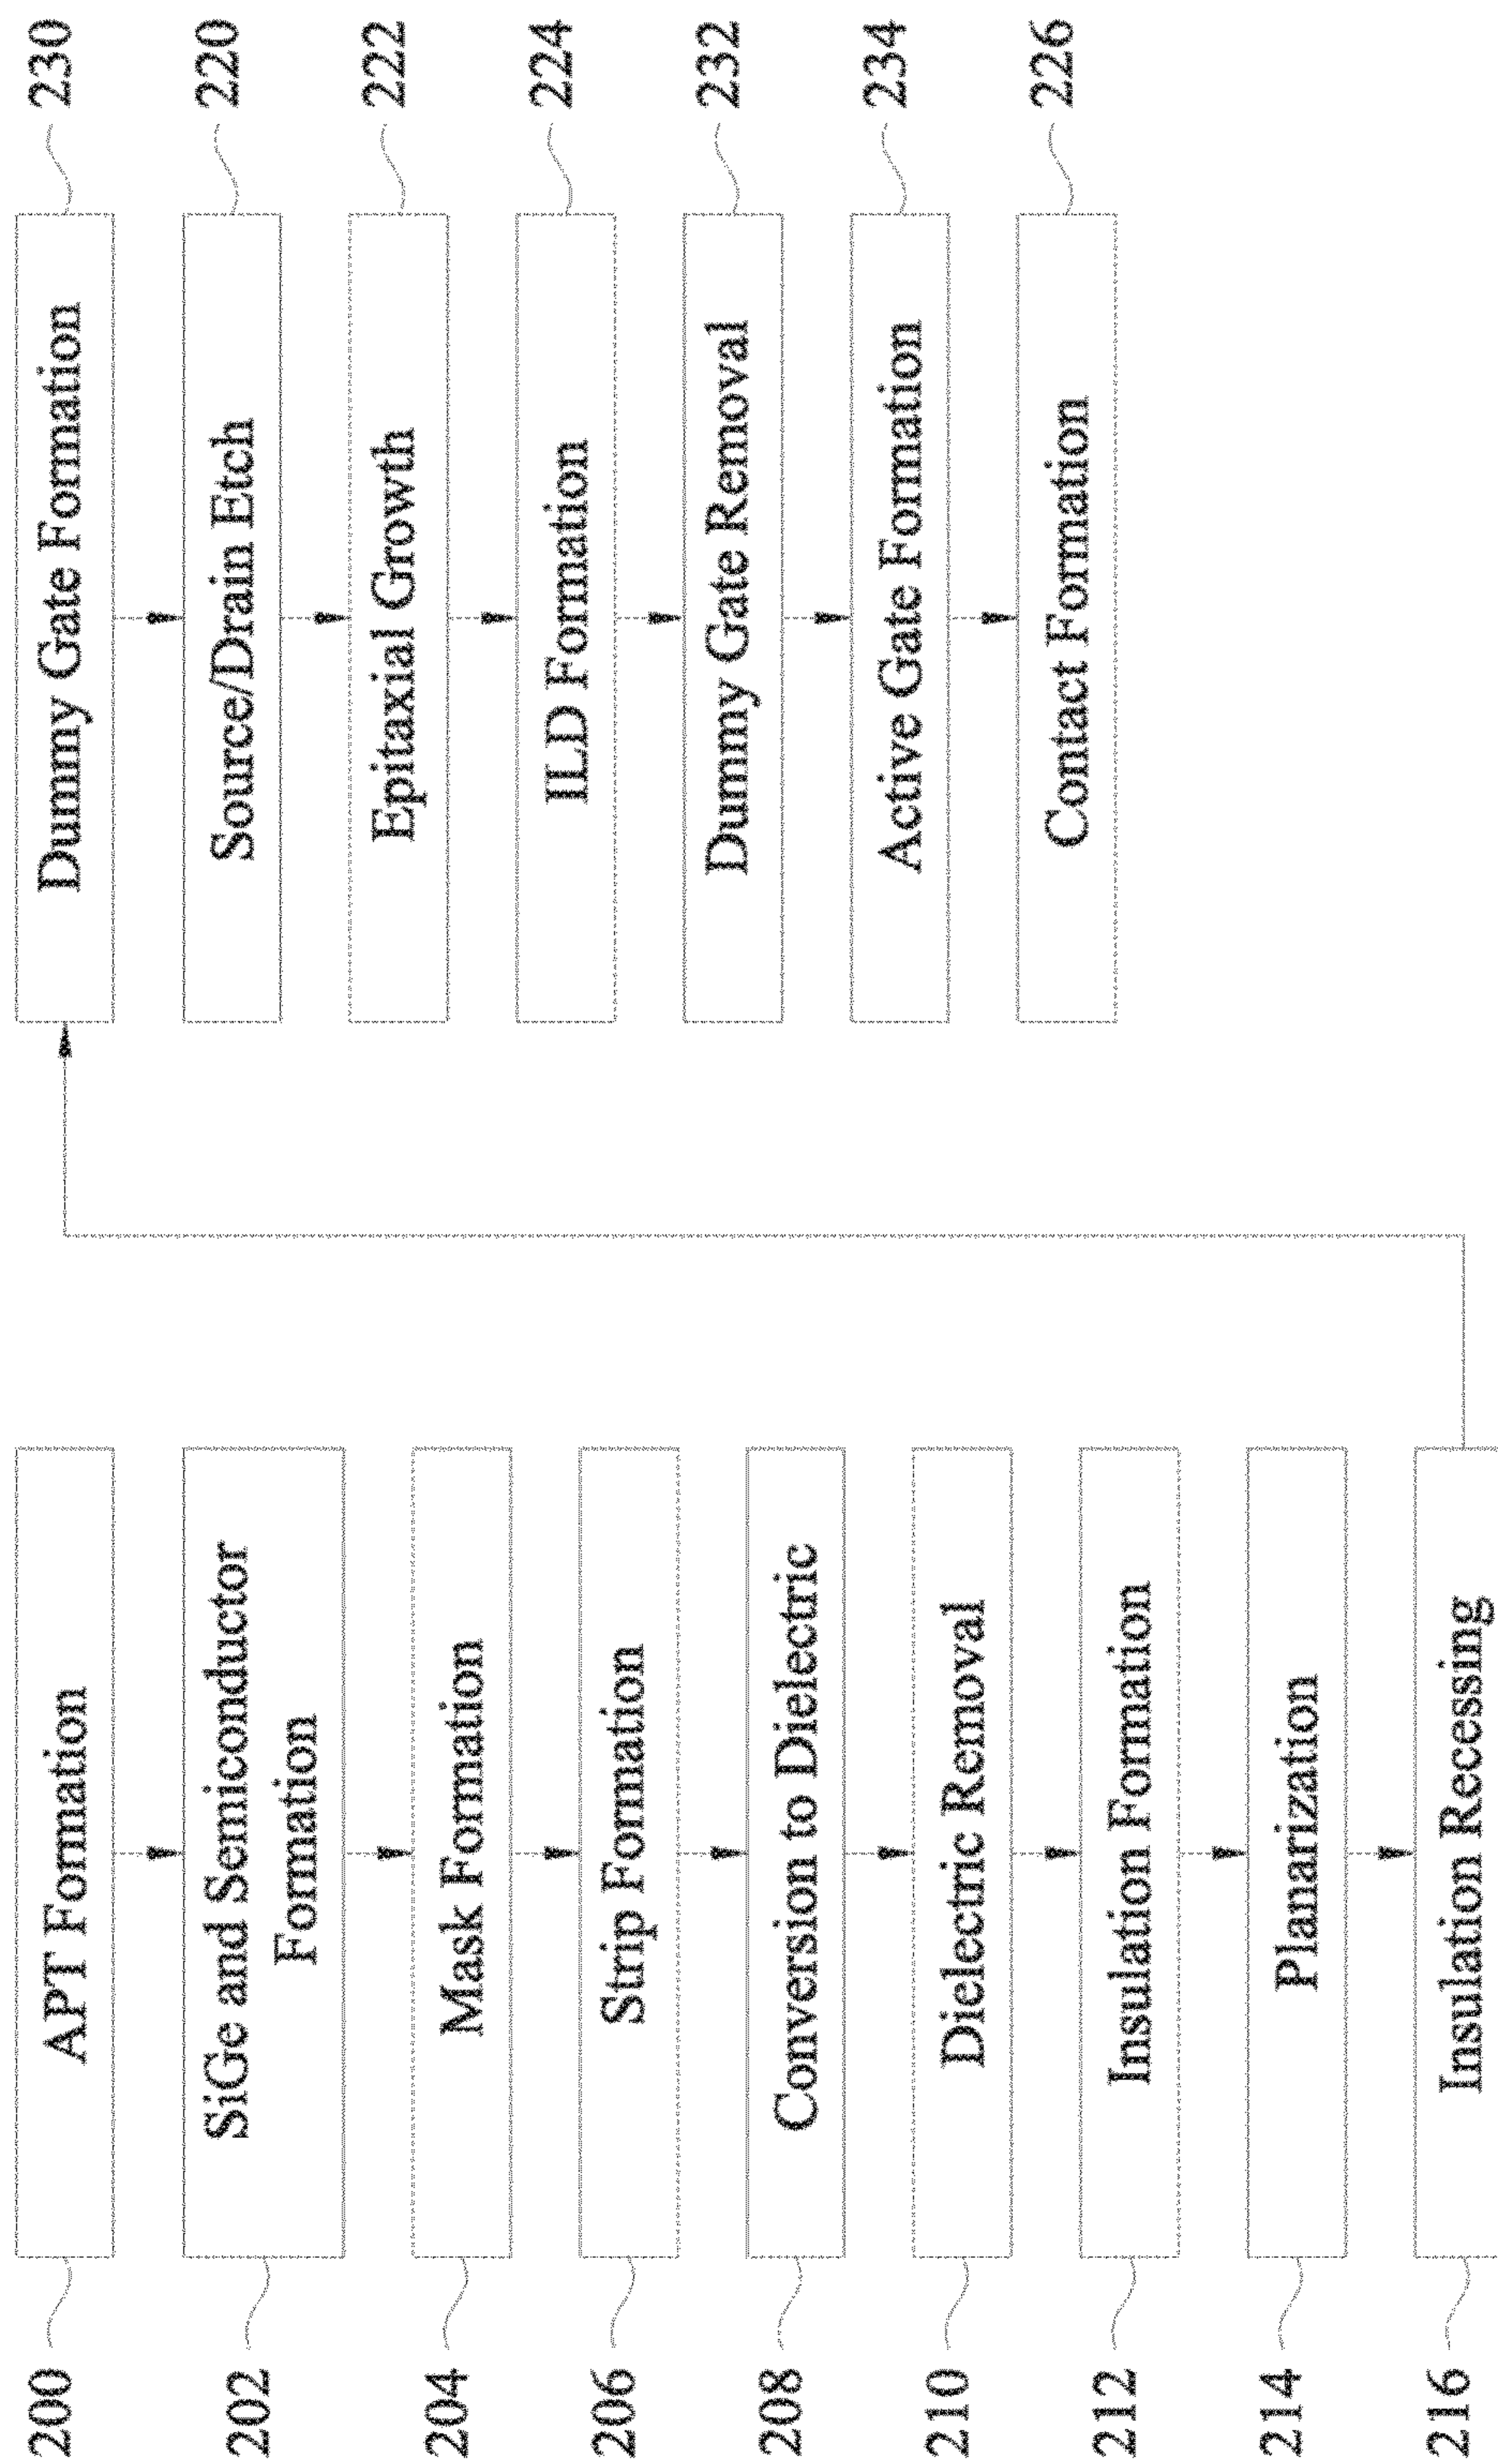 200
APT Formation
202
SiGe and Semiconductor
Formation
204
Mask Formation
206
Strip Formation
208
Conversion to Dielectric
210
Dielectric Removal
212
Insulation Formation
214
Planarization
216
Insulation Recessing
Dummy Gate Formation
230
Source/Drain Etch
220
Epitaxial Growth
222
ILD Formation
224
Dummy Gate Removal
232
Active Gate Formation
234
Contact Formation
226